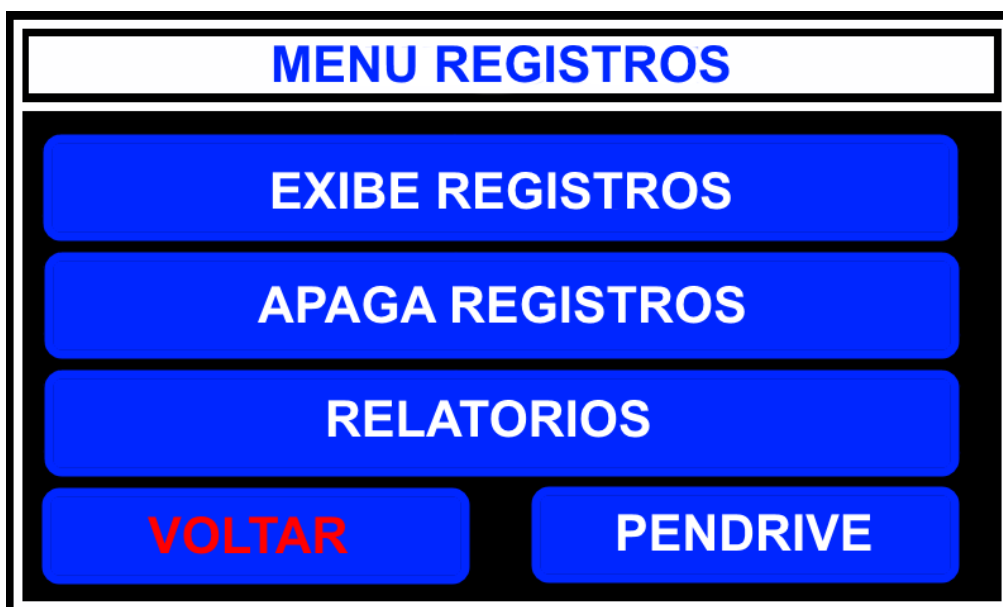 MENU REGISTROS
EXIBE REGISTROS
APAGA REGISTROS
RELATORIOS
VOLTAR
PENDRIVE